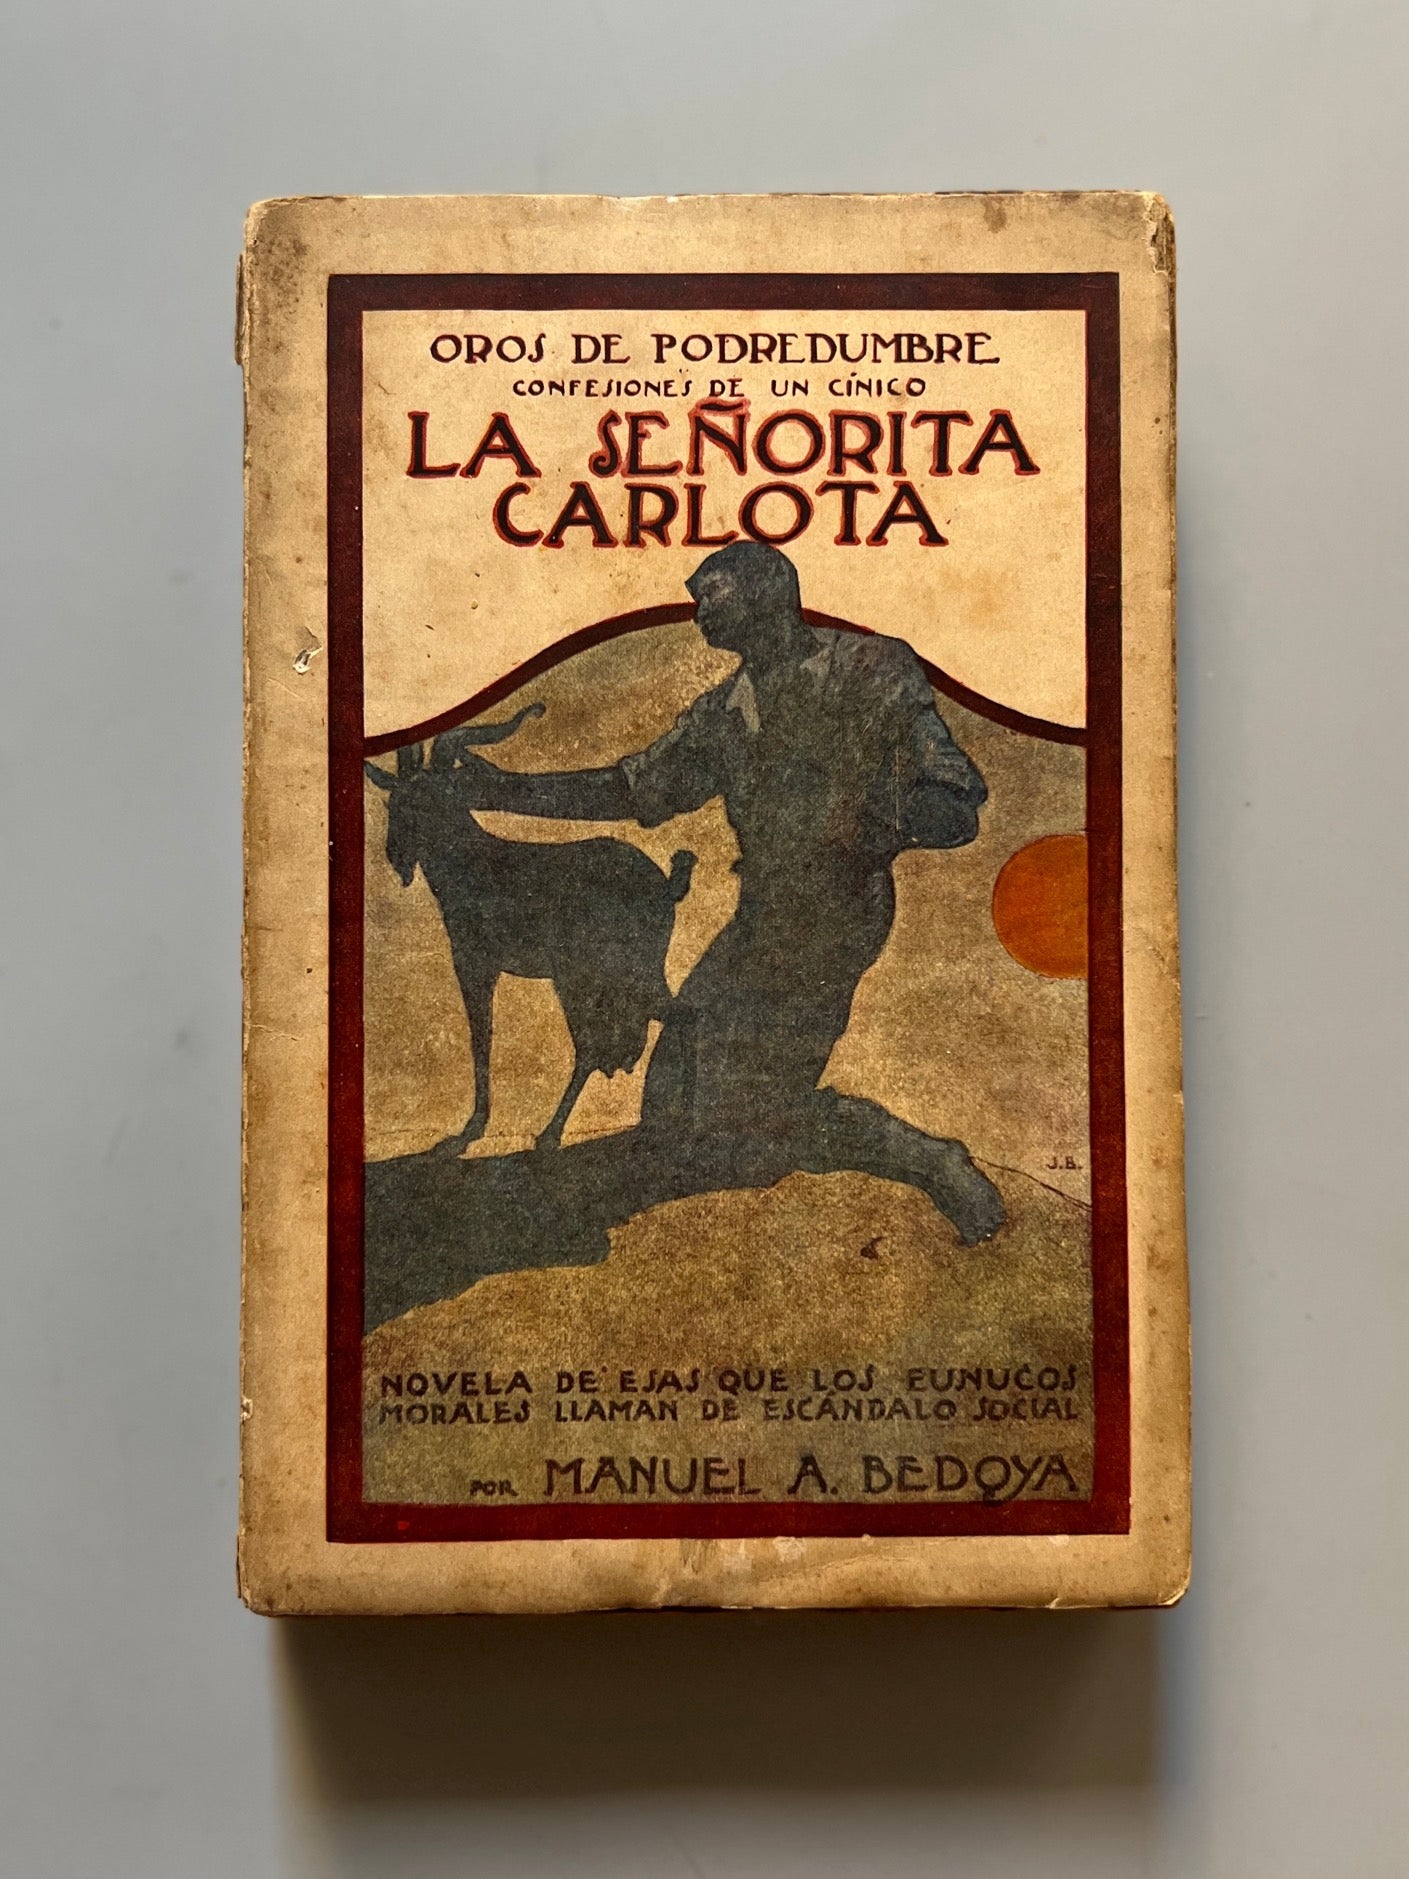 OROS DE PODREDUMBRE
CONFESIONES DE UN CÍNICO
LA SEÑORITA
CARLOTA
J.B.
NOVELA DE ESAS QUE LOS EUNUCOS
MORALES LLAMAN DE ESCÁNDALO SOCIAL
POR MANUEL A. BEDOYA